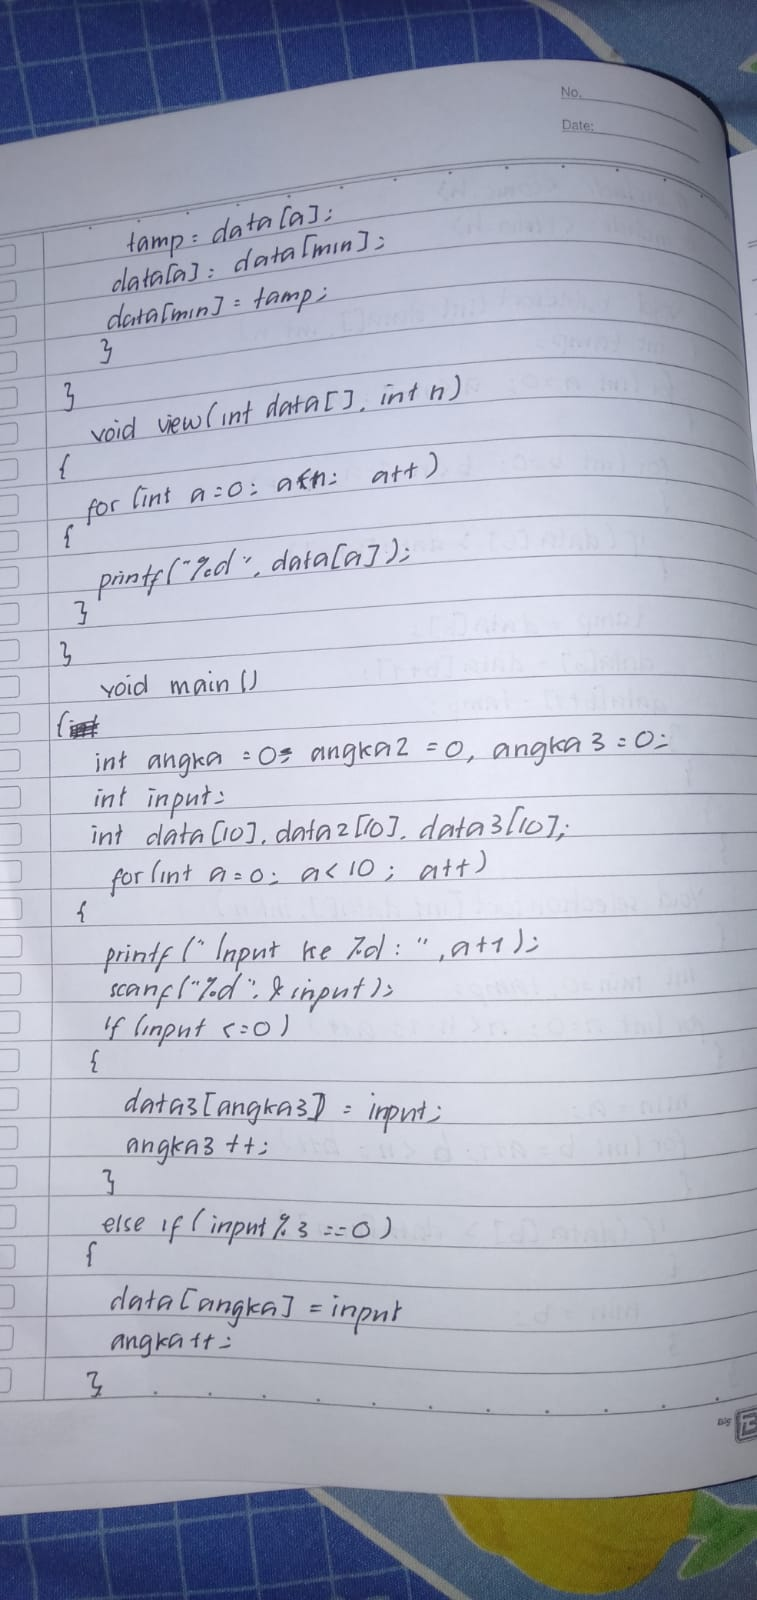 No.
Date:
tamp = data[a];
data[a] = data[min];
data[min] = tamp;
}
}
void view(int data[], int n)
{
for (int a=0; a<n; a++)
{
printf("%d", data[a]);
}
}
void main()
{
int angka =0, angka2 =0, angka3 =0;
int input;
int data[10], data2[10], data3[10];
for (int a=0; a<10; a++)
{
printf("Input ke %d : ", a+1);
scanf("%d", &input);
if (input <=0)
{
data3[angka3] = input;
angka3 ++;
}
else if (input % 3 ==0)
{
data[angka] = input
angka ++;
}